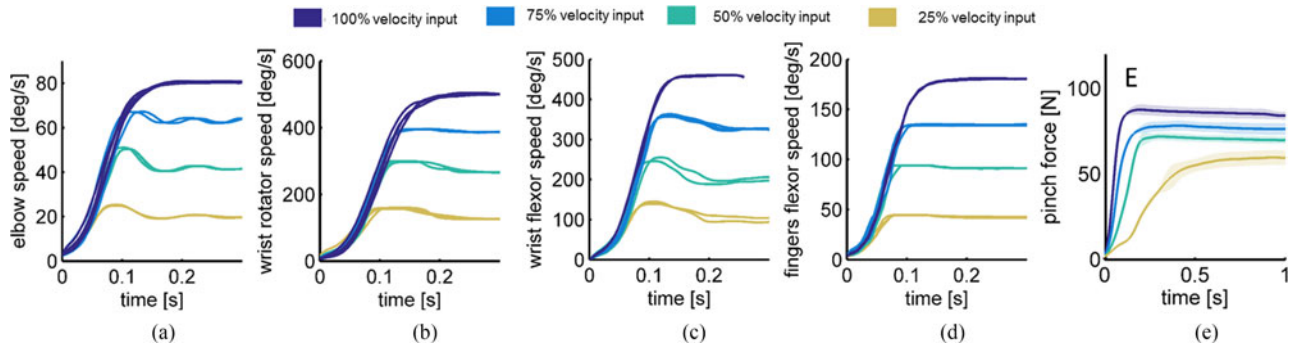 100% velocity input 75% velocity input 50% velocity input 25% velocity input
elbow speed [deg/s]
80
60
40
20
0
0 0.1 0.2
time [s]
(a)
wrist rotator speed [deg/s]
600
400
200
0
0 0.1 0.2
time [s]
(b)
wrist flexor speed [deg/s]
500
400
300
200
100
0
0 0.1 0.2
time [s]
(c)
fingers flexor speed [deg/s]
200
150
100
50
0
0 0.1 0.2
time [s]
(d)
E
pinch force [N]
100
50
0
0 0.5 1
time [s]
(e)